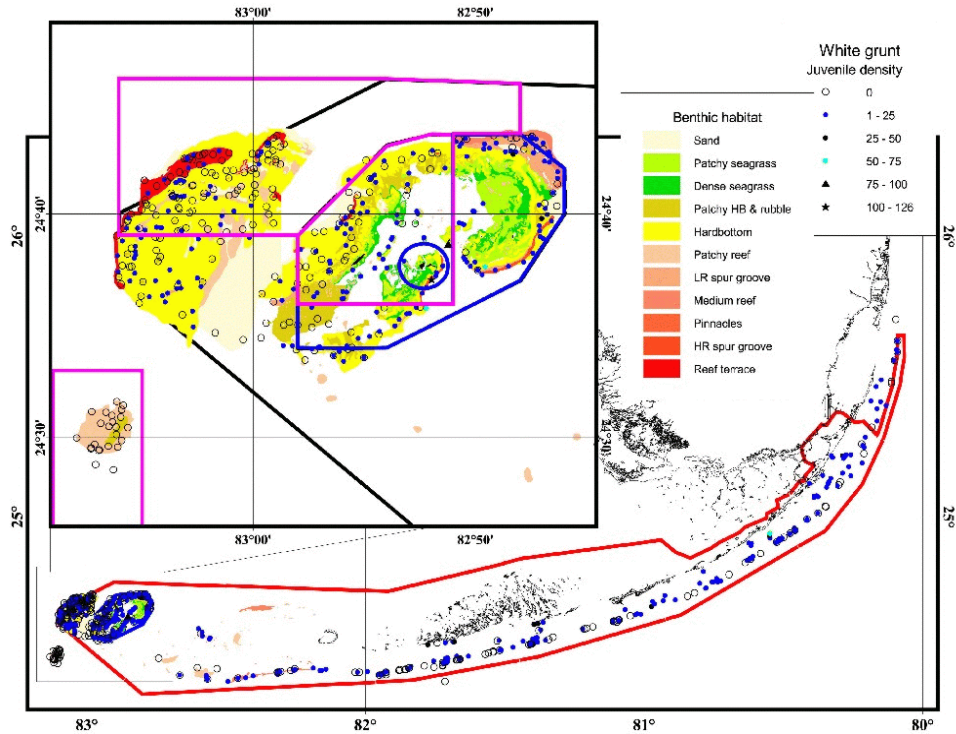 83°00'
82°50'
White grunt
Juvenile density
0
1 - 25
25 - 50
50 - 75
75 - 100
100 - 126
Benthic habitat
Sand
Patchy seagrass
Dense seagrass
Patchy HB & rubble
Hardbottom
Patchy reef
LR spur groove
Medium reef
Pinnacles
HR spur groove
Reef terrace
26°
24°40'
24°40'
26°
24°30'
24°30'
25°
25°
83°00'
82°50'
83°
82°
81°
80°